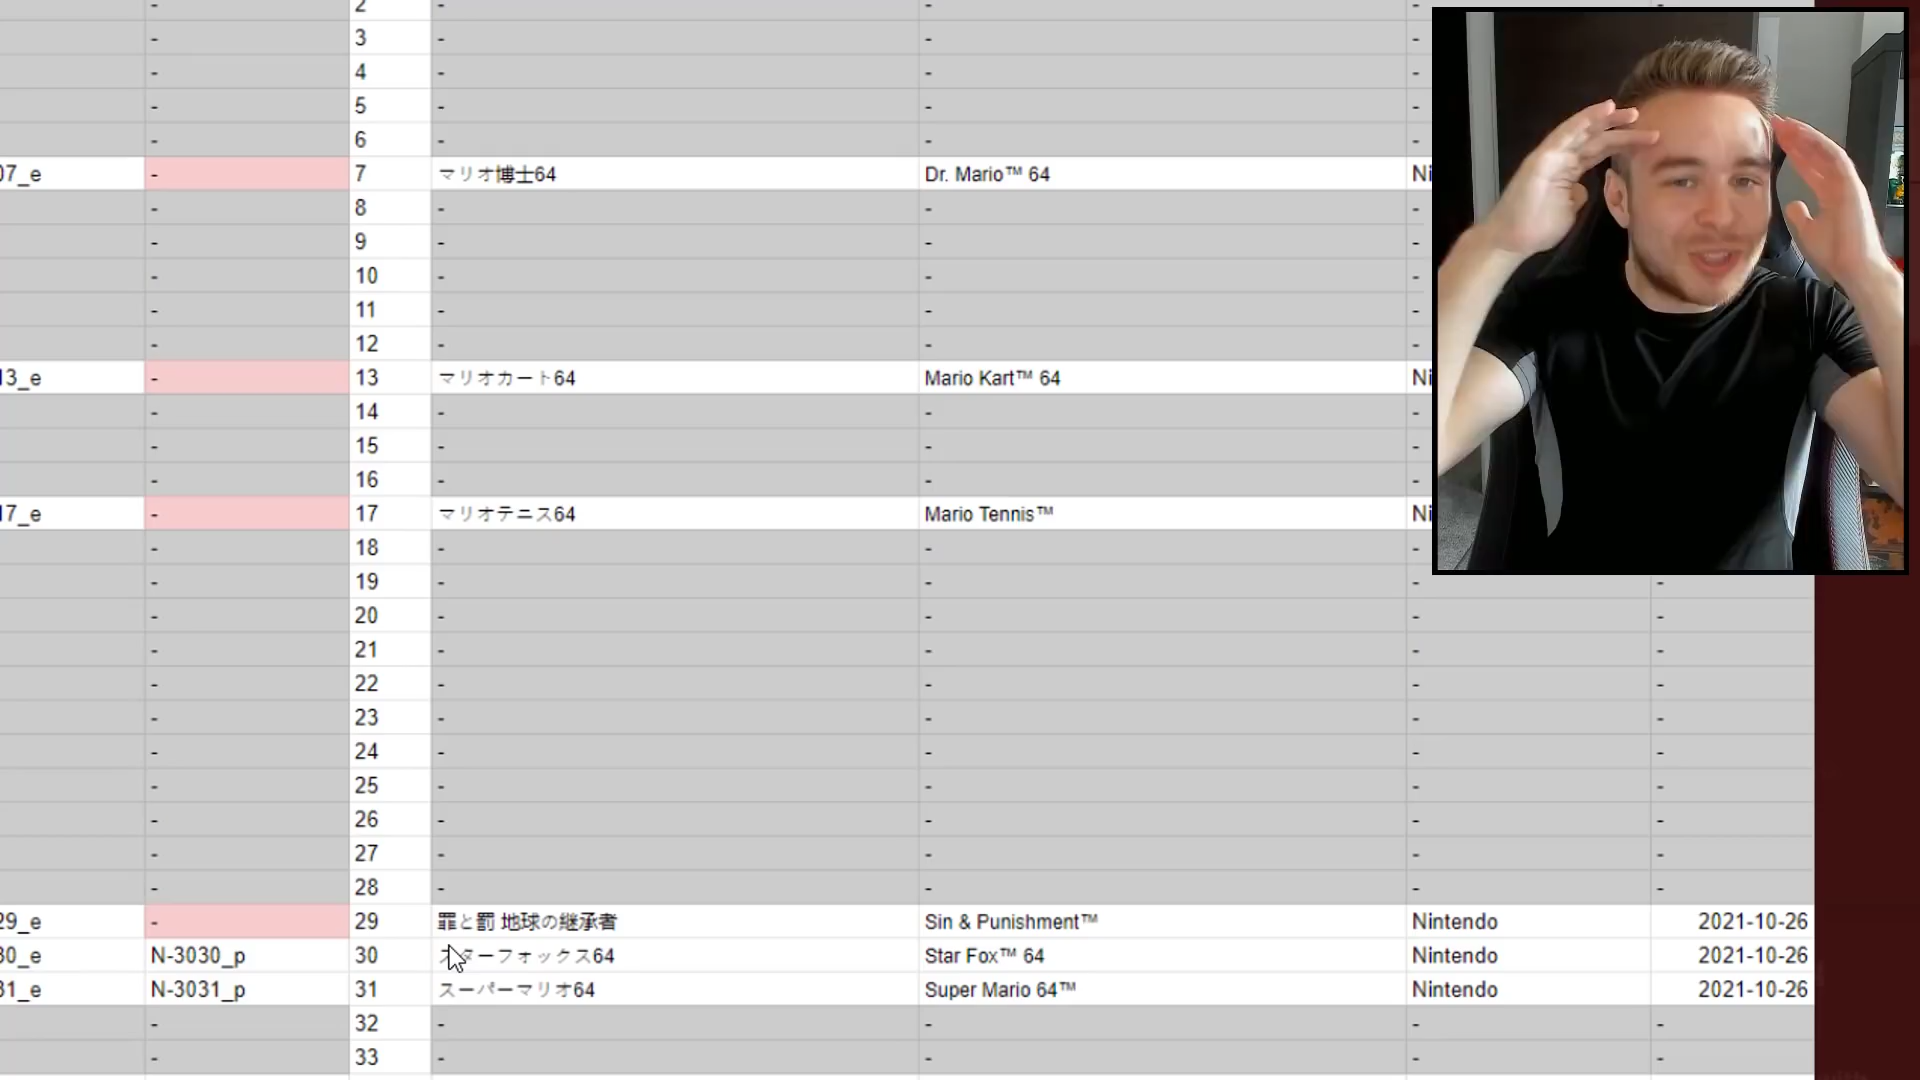 - - 2 - - -
- - 3 - - -
- - 4 - - -
- - 5 - - -
- - 6 - - -
07_e - 7 マリオ博士64 Dr. Mario™ 64 Ni
- - 8 - - -
- - 9 - - -
- - 10 - - -
- - 11 - - -
- - 12 - - -
13_e - 13 マリオカート64 Mario Kart™ 64 Ni
- - 14 - - -
- - 15 - - -
- - 16 - - -
17_e - 17 マリオテニス64 Mario Tennis™ Ni
- 18 - - -
- 19 - - - -
- 20 - - - -
- 21 - - - -
- 22 - - - -
- 23 - - - -
- 24 - - - -
- 25 - - - -
- 26 - - - -
- 27 - - - -
- 28 - - - -
29_e - 29 罪と罰 地球の継承者 Sin & Punishment™ Nintendo 2021-10-26
30_e N-3030_p 30 スターフォックス64 Star Fox™ 64 Nintendo 2021-10-26
31_e N-3031_p 31 スーパーマリオ64 Super Mario 64™ Nintendo 2021-10-26
- 32 - - - -
- 33 - - - -